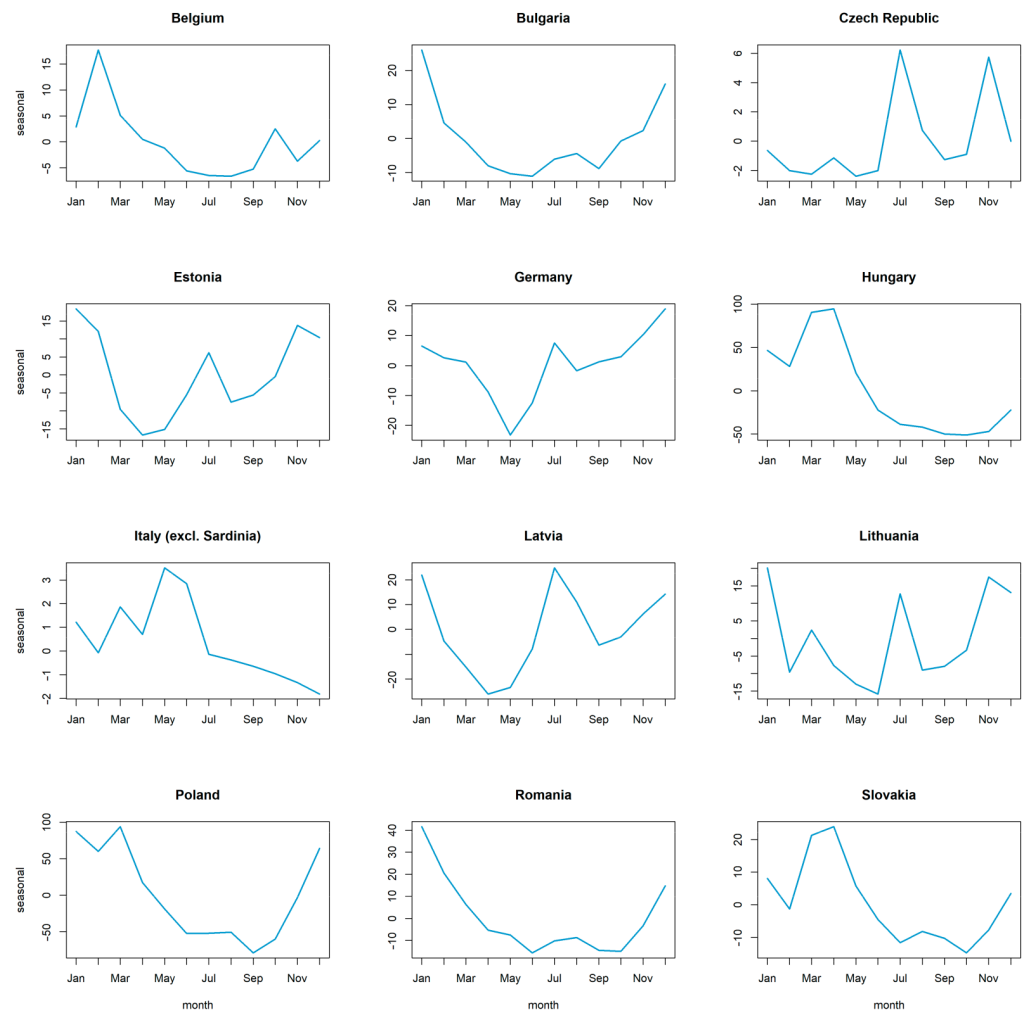 Belgium
seasonal
15
10
5
0
-5
Jan Mar May Jul Sep Nov
Bulgaria
20
10
0
-10
Jan Mar May Jul Sep Nov
Czech Republic
6
4
2
0
-2
Jan Mar May Jul Sep Nov
Estonia
seasonal
15
5
0
-5
-15
Jan Mar May Jul Sep Nov
Germany
20
10
0
-10
-20
Jan Mar May Jul Sep Nov
Hungary
100
50
0
-50
Jan Mar May Jul Sep Nov
Italy (excl. Sardinia)
seasonal
3
2
1
0
-1
-2
Jan Mar May Jul Sep Nov
Latvia
20
10
0
-20
Jan Mar May Jul Sep Nov
Lithuania
15
5
-5
-15
Jan Mar May Jul Sep Nov
Poland
seasonal
100
50
0
-50
Jan Mar May Jul Sep Nov
month
Romania
40
30
20
10
0
-10
Jan Mar May Jul Sep Nov
Slovakia
20
10
0
-10
Jan Mar May Jul Sep Nov
month